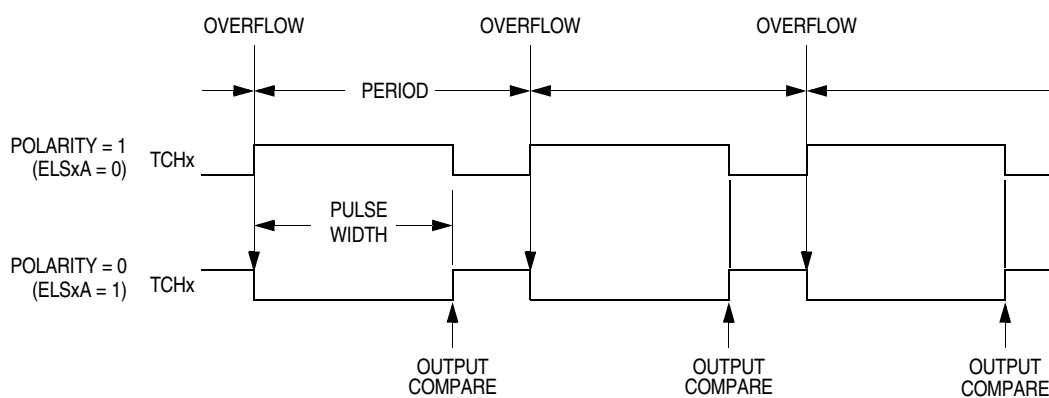 OVERFLOW OVERFLOW OVERFLOW
PERIOD
POLARITY = 1
(ELSxA = 0)
TCHx
PULSE
WIDTH
POLARITY = 0
(ELSxA = 1)
TCHx
OUTPUT
COMPARE
OUTPUT
COMPARE
OUTPUT
COMPARE